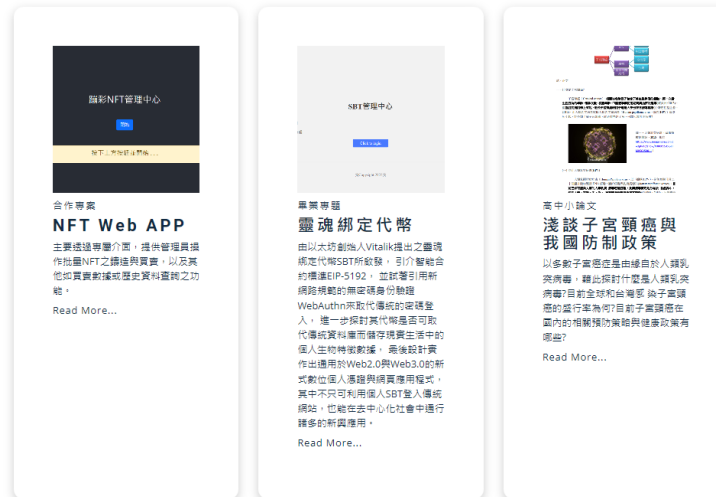 腦彩NFT管理中心
按下上方按鈕並開始...
合作專案
NFT Web APP
主要透過專屬介面,提供管理員操
作批量NFT之鑄造與買賣,以及其
他如買賣數據或歷史資料查詢之功
能。
Read More...
SBT管理中心
畢業專題
靈魂綁定代幣
由以太坊創始人Vitalik提出之靈魂
綁定代幣SBT所啟發, 引介智能合
約標準EIP-5192, 並試著引用新
網路規範的無密碼身份驗證
WebAuthn來取代傳統的密碼登
入, 進一步探討其代幣是否可取
代傳統資料庫而儲存現實生活中的
個人生物特徵數據, 最後設計實
作出通用於Web2.0與Web3.0的新
式數位個人憑證與網頁應用程式,
其中不只可利用個人SBT登入傳統
網站,也能在去中心化社會中通行
諸多的新興應用。
Read More...
高中小論文
淺談子宮頸癌與
我國防制政策
以多數子宮癌症是由緣自於人類乳
突病毒,藉此探討什麼是人類乳突
病毒?目前全球和台灣感 染子宮頸
癌的盛行率為何?目前子宮頸癌在
國內的相關預防策略與健康政策有
哪些?
Read More...